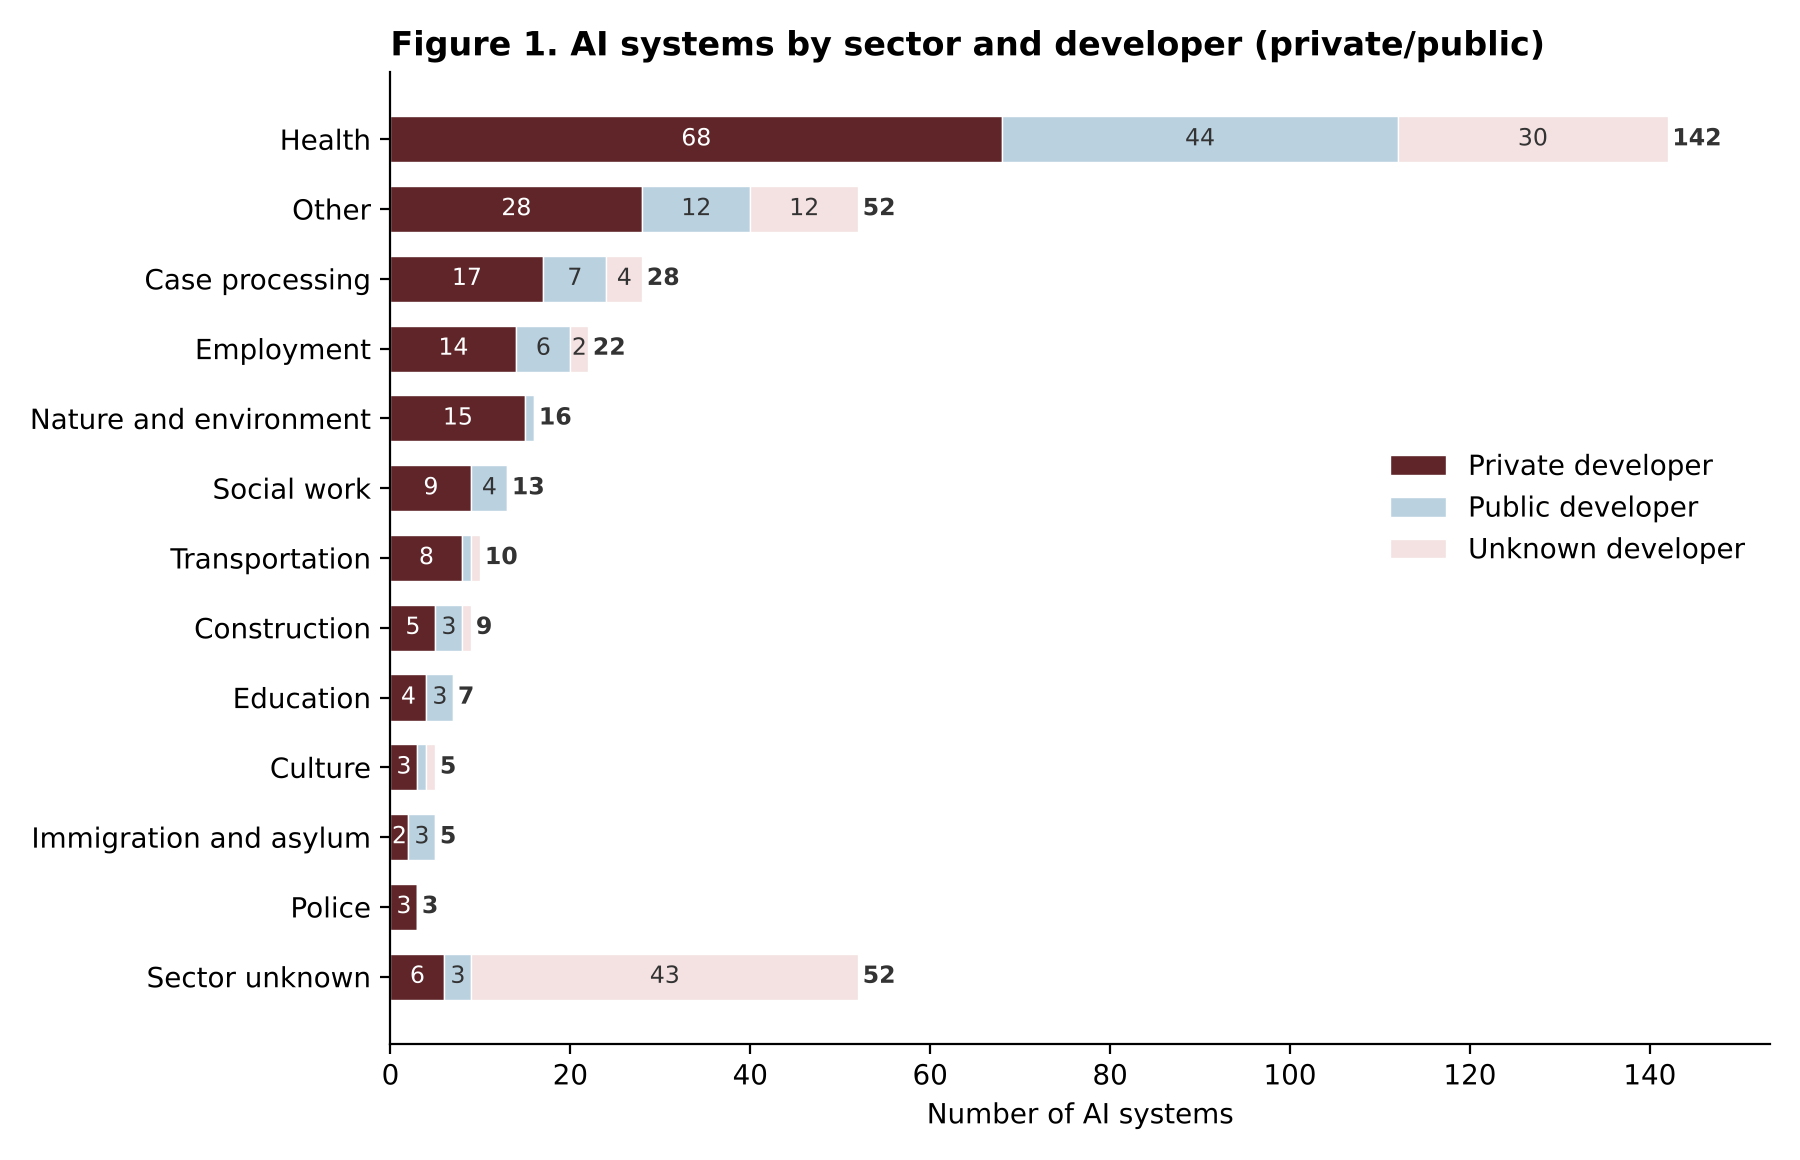 Figure 1. AI systems by sector and developer (private/public)
Health 68 44 30 142
Other 28 12 12 52
Case processing 17 7 4 28
Employment 14 6 2 22
Nature and environment 15 16
Social work 9 4 13
Transportation 8 10
Construction 5 3 9
Education 4 3 7
Culture 3 5
Immigration and asylum 2 3 5
Police 3 3
Sector unknown 6 3 43 52
Private developer
Public developer
Unknown developer
0 20 40 60 80 100 120 140
Number of AI systems